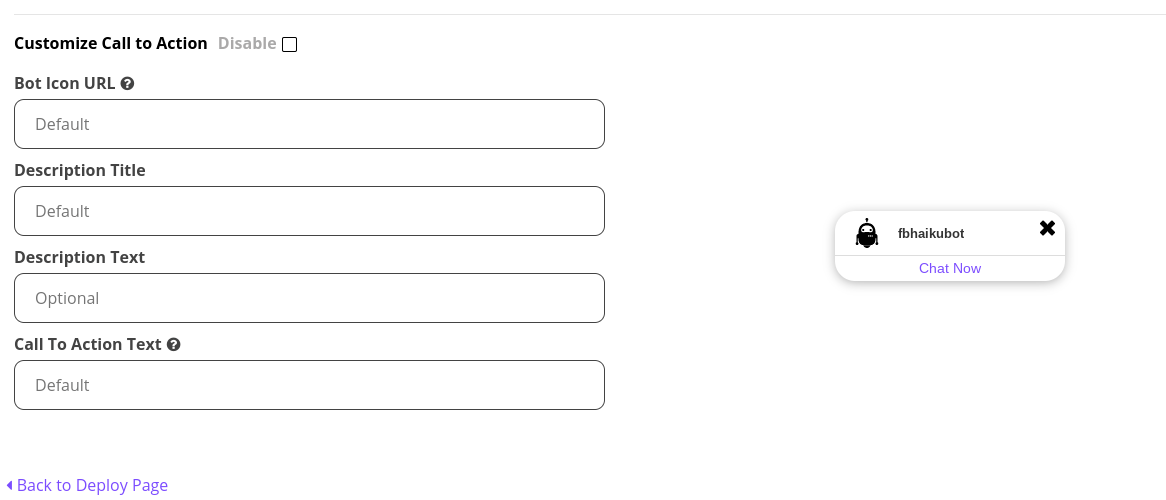 Customize Call to Action Disable
Bot Icon URL
Default
Description Title
Default
Description Text
Optional
Call To Action Text
Default
fbhaikubot
Chat Now
Back to Deploy Page